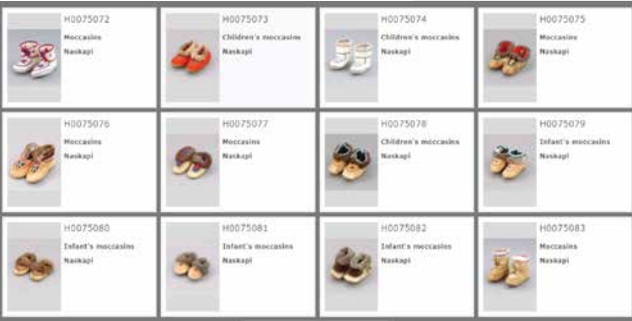 H0075072
Moccasins
Naskapi
H0075073
Children's moccasins
Naskapi
H0075074
Children's moccasins
Naskapi
H0075075
Moccasins
Naskapi
H0075076
Moccasins
Naskapi
H0075077
Moccasins
Naskapi
H0075078
Children's moccasins
Naskapi
H0075079
Infant's moccasins
Naskapi
H0075080
Infant's moccasins
Naskapi
H0075081
Infant's moccasins
Naskapi
H0075082
Infant's moccasins
Naskapi
H0075083
Moccasins
Naskapi